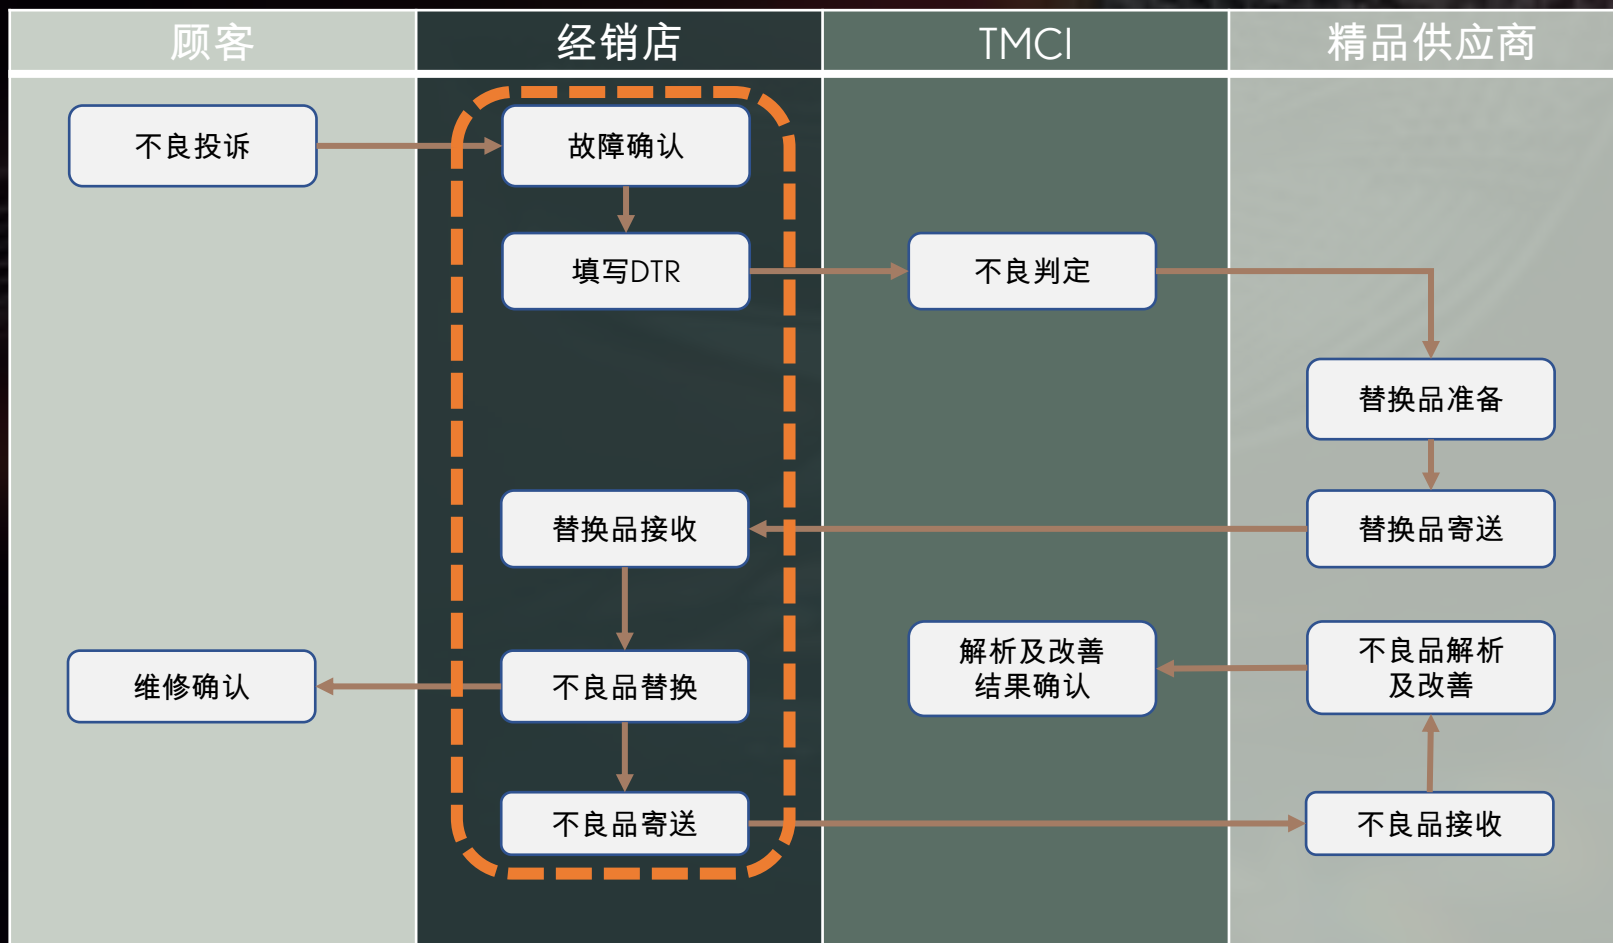 顾客
经销店
TMCI
精品供应商
不良投诉
故障确认
填写DTR
不良判定
替换品准备
替换品接收
替换品寄送
维修确认
不良品替换
解析及改善
结果确认
不良品解析
及改善
不良品寄送
不良品接收